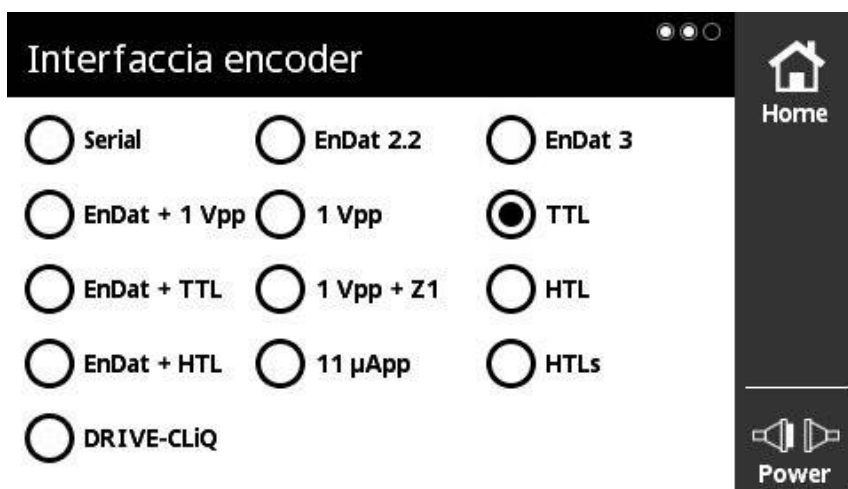 Interfaccia encoder
Home
Serial
EnDat 2.2
EnDat 3
EnDat + 1 Vpp
1 Vpp
TTL
EnDat + TTL
1 Vpp + Z1
HTL
EnDat + HTL
11 µApp
HTLs
DRIVE-CLiQ
Power